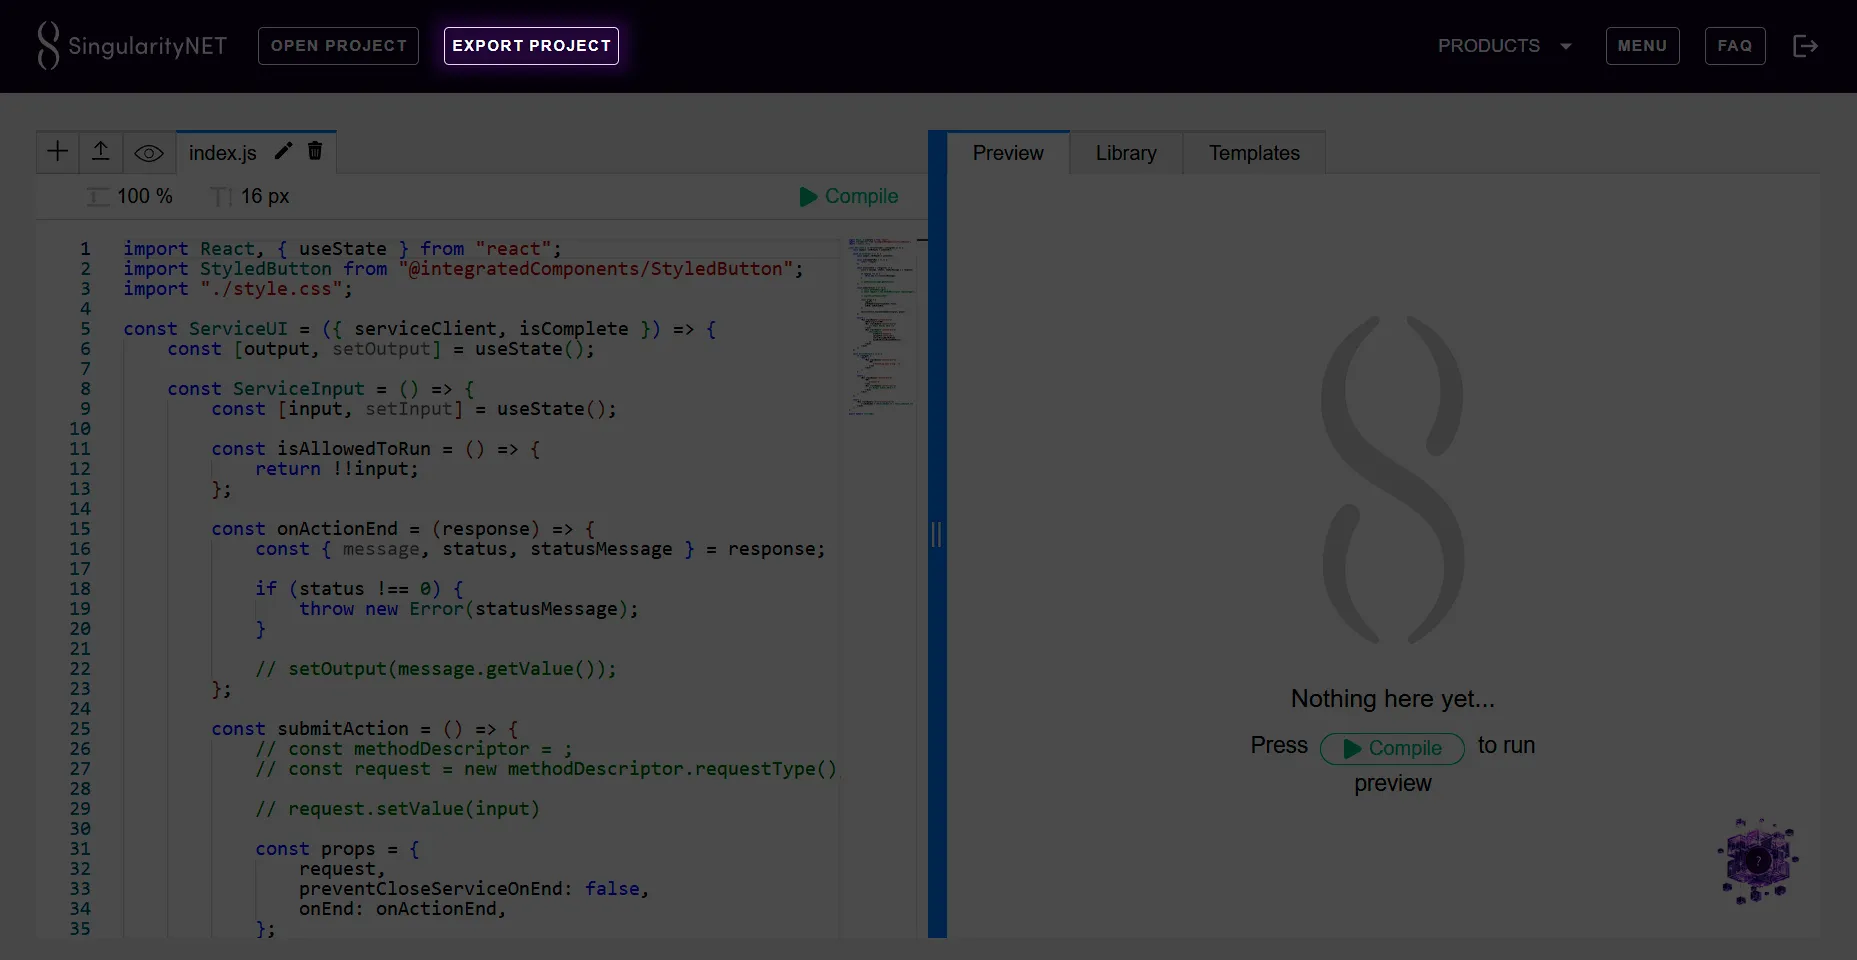 SingularityNET
OPEN PROJECT
EXPORT PROJECT
PRODUCTS
MENU
FAQ
index.js
100 %
16 px
Compile
1 import React, { useState } from "react";
2 import StyledButton from "@integratedComponents/StyledButton";
3 import "./style.css";
4
5 const ServiceUI = ({ serviceClient, isComplete }) => {
6 const [output, setOutput] = useState();
7
8 const ServiceInput = () => {
9 const [input, setInput] = useState();
10
11 const isAllowedToRun = () => {
12 return !!input;
13 };
14
15 const onActionEnd = (response) => {
16 const { message, status, statusMessage } = response;
17
18 if (status !== 0) {
19 throw new Error(statusMessage);
20 }
21
22 // setOutput(message.getValue());
23 };
24
25 const submitAction = () => {
26 // const methodDescriptor = ;
27 // const request = new methodDescriptor.requestType()
28
29 // request.setValue(input)
30
31 const props = {
32 request,
33 preventCloseServiceOnEnd: false,
34 onEnd: onActionEnd,
35 };
Preview
Library
Templates
Nothing here yet...
Press Compile to run
preview
?